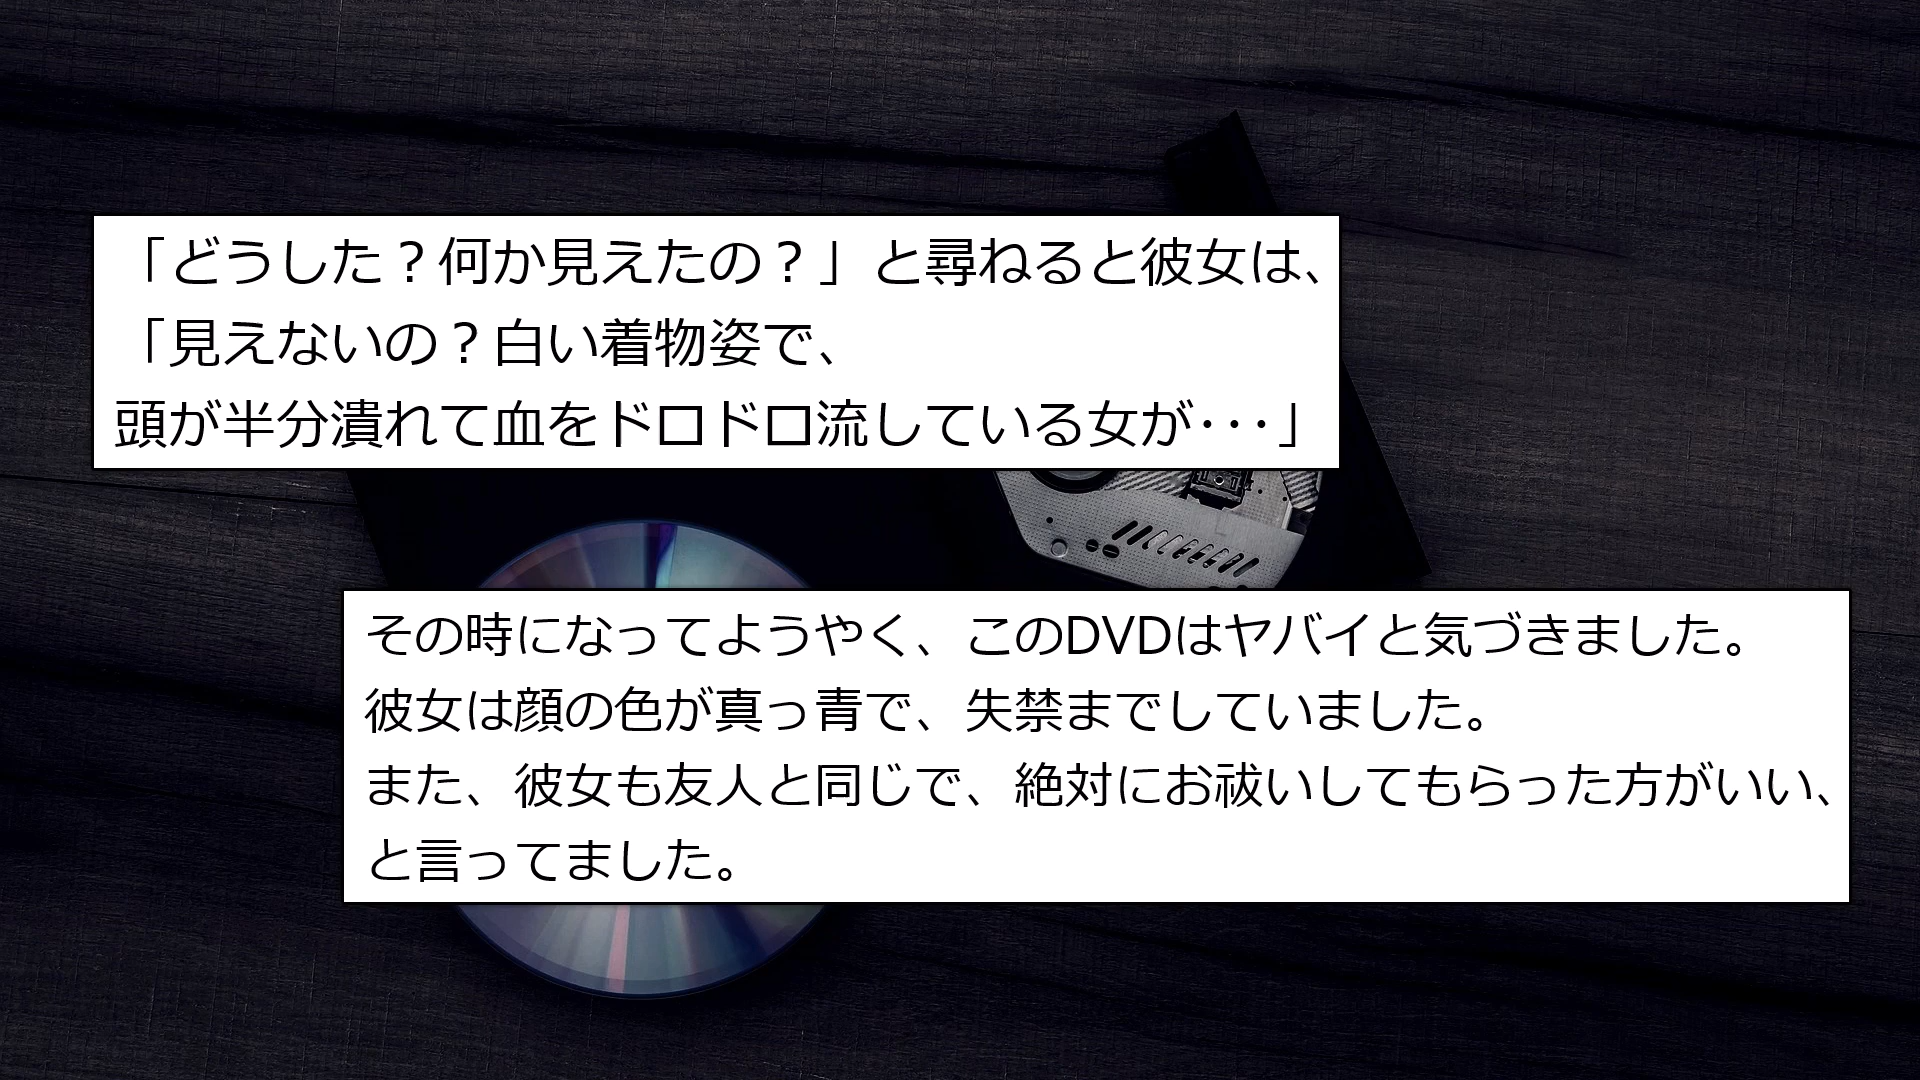 「どうした？何か見えたの？」と尋ねると彼女は、
「見えないの？白い着物姿で、
頭が半分潰れて血をドロドロ流している女が･･･」
その時になってようやく、このDVDはヤバイと気づきました。
彼女は顔の色が真っ青で、失禁までしていました。
また、彼女も友人と同じで、絶対にお祓いしてもらった方がいい、
と言ってました。